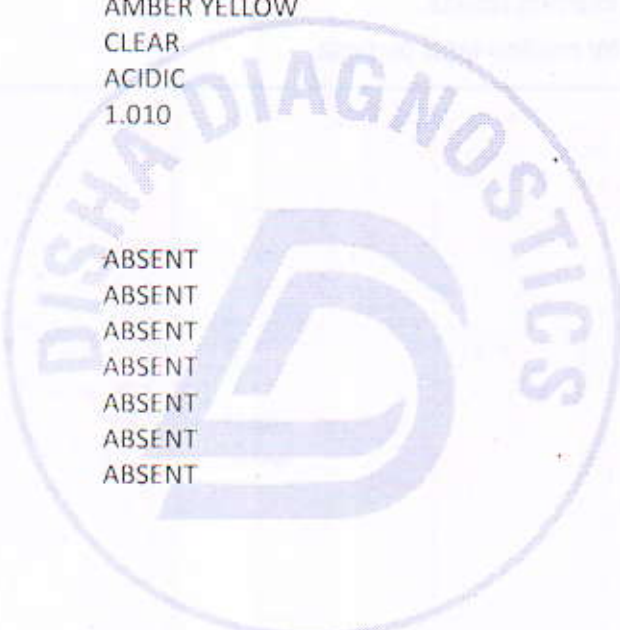 AMBER YELLOW
CLEAR
ACIDIC
1.010
DISHA DIAGNOSTICS
ABSENT
ABSENT
ABSENT
ABSENT
ABSENT
ABSENT
ABSENT